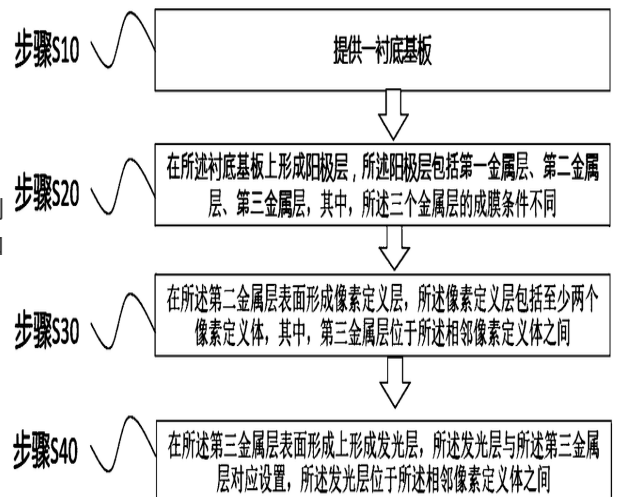 步骤S10
提供一衬底基板
步骤S20
在所述衬底基板上形成阳极层，所述阳极层包括第一金属层、第二金属
层、第三金属层，其中，所述三个金属层的成膜条件不同
步骤S30
在所述第二金属层表面形成像素定义层，所述像素定义层包括至少两个
像素定义体，其中，第三金属层位于所述相邻像素定义体之间
步骤S40
在所述第三金属层表面形成上形成发光层，所述发光层与所述第三金属
层对应设置，所述发光层位于所述相邻像素定义体之间